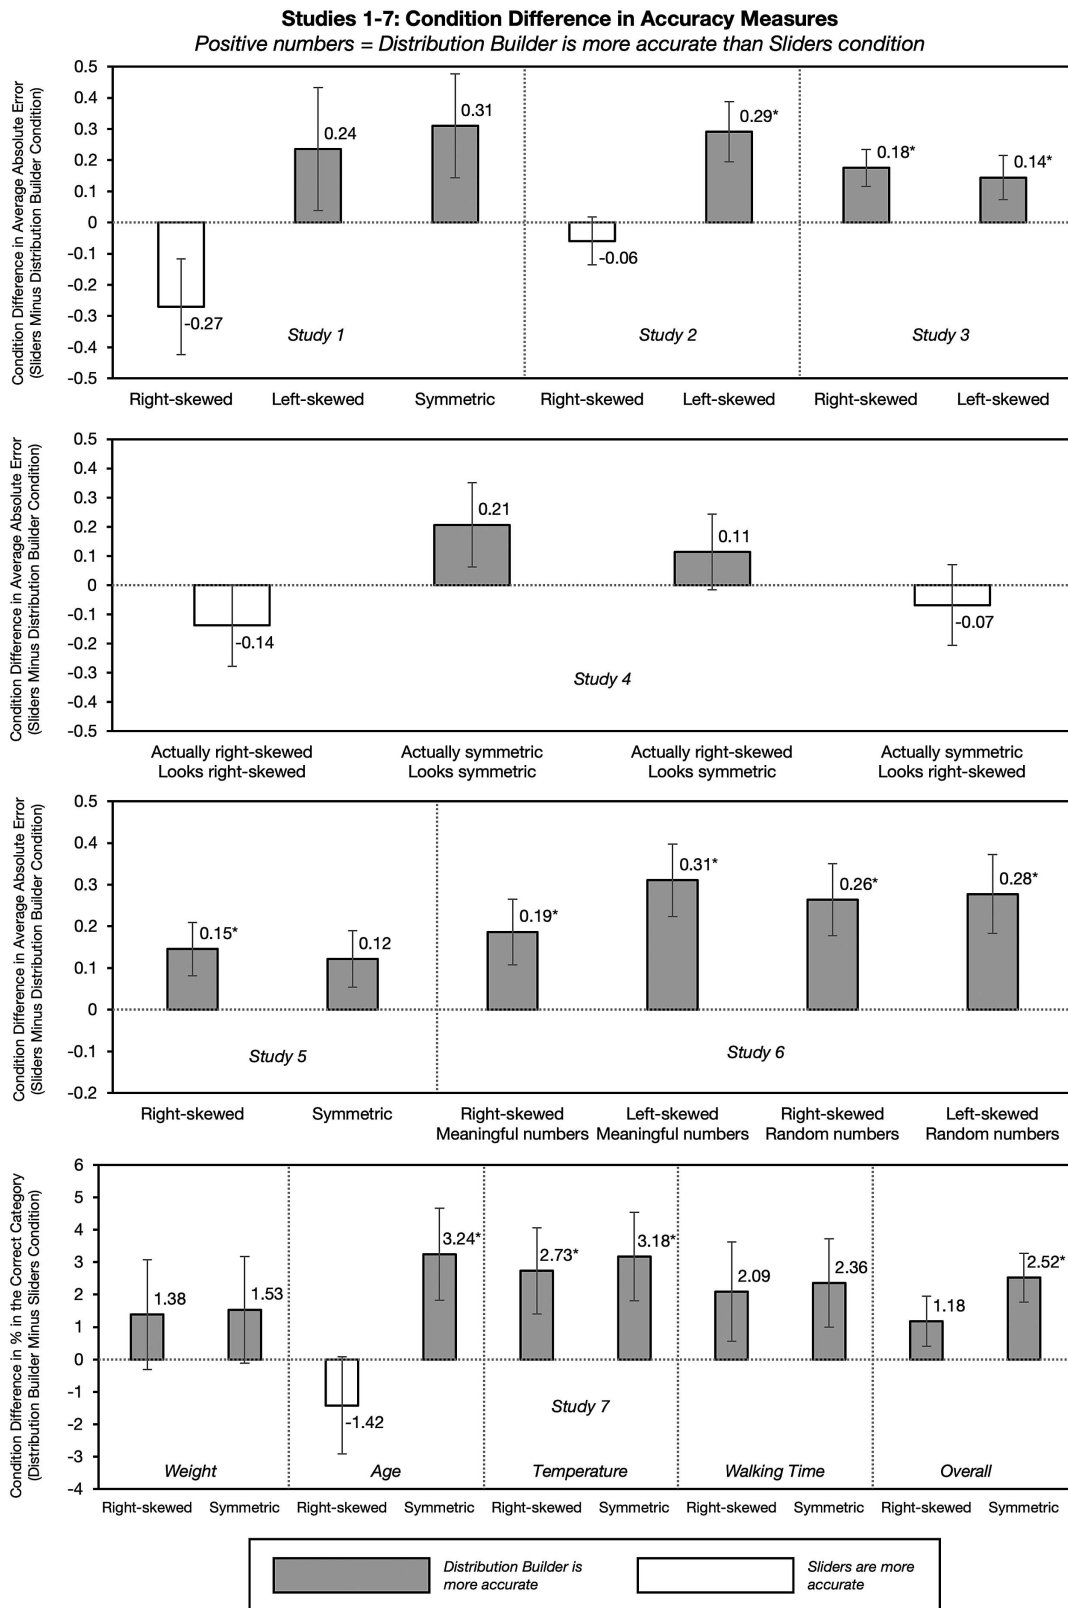 Studies 1-7: Condition Difference in Accuracy Measures
Positive numbers = Distribution Builder is more accurate than Sliders condition
Condition Difference in Average Absolute Error
(Sliders Minus Distribution Builder Condition)
0.5
0.4
0.3
0.2
0.1
0
-0.1
-0.2
-0.3
-0.4
-0.5
-0.27
0.24
0.31
-0.06
0.29*
0.18*
0.14*
Study 1
Study 2
Study 3
Right-skewed
Left-skewed
Symmetric
Right-skewed
Left-skewed
Right-skewed
Left-skewed
Condition Difference in Average Absolute Error
(Sliders Minus Distribution Builder Condition)
0.5
0.4
0.3
0.2
0.1
0
-0.1
-0.2
-0.3
-0.4
-0.5
-0.14
0.21
0.11
-0.07
Study 4
Actually right-skewed
Looks right-skewed
Actually symmetric
Looks symmetric
Actually right-skewed
Looks symmetric
Actually symmetric
Looks right-skewed
Condition Difference in Average Absolute Error
(Sliders Minus Distribution Builder Condition)
0.5
0.4
0.3
0.2
0.1
0
-0.1
-0.2
0.15*
0.12
0.19*
0.31*
0.26*
0.28*
Study 5
Study 6
Right-skewed
Symmetric
Right-skewed
Meaningful numbers
Left-skewed
Meaningful numbers
Right-skewed
Random numbers
Left-skewed
Random numbers
Condition Difference in % in the Correct Category
(Distribution Builder Minus Sliders Condition)
6
5
4
3
2
1
0
-1
-2
-3
-4
1.38
1.53
-1.42
3.24*
2.73*
3.18*
2.09
2.36
1.18
2.52*
Study 7
Weight
Age
Temperature
Walking Time
Overall
Right-skewed
Symmetric
Right-skewed
Symmetric
Right-skewed
Symmetric
Right-skewed
Symmetric
Right-skewed
Symmetric
Distribution Builder is
more accurate
Sliders are more
accurate